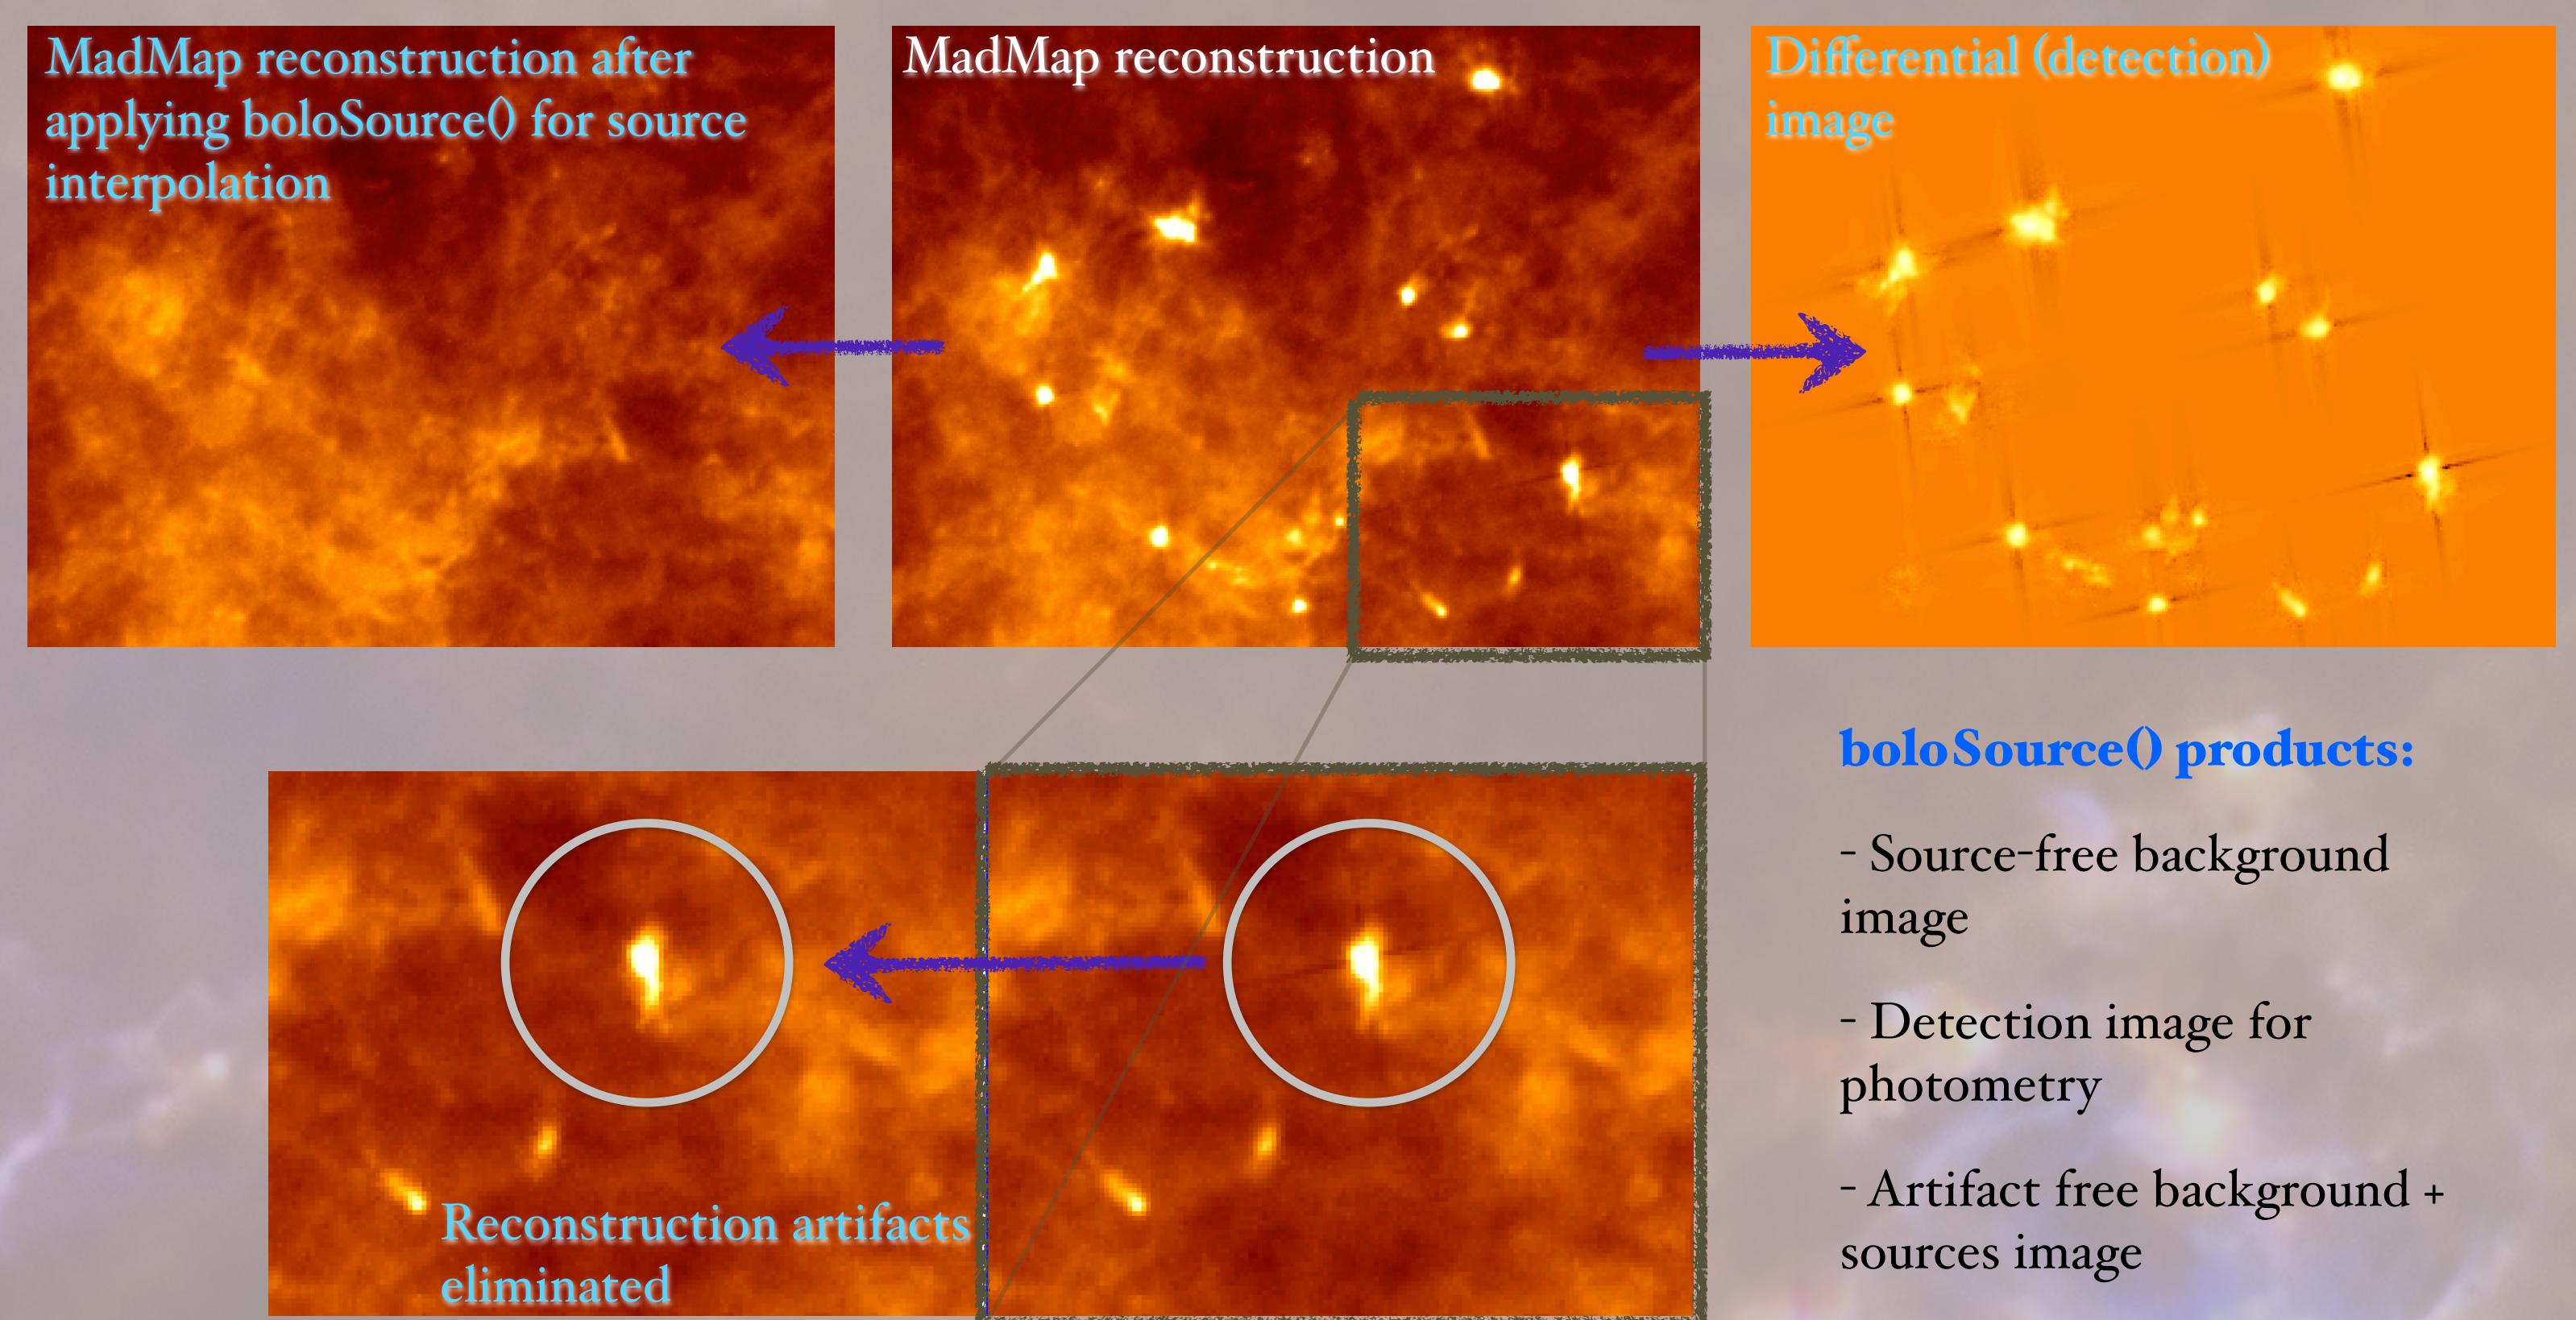 MadMap reconstruction after
applying boloSource() for source
interpolation
MadMap reconstruction
Differential (detection)
image
Reconstruction artifacts
eliminated
boloSource() products:
- Source-free background
image
- Detection image for
photometry
- Artifact free background +
sources image